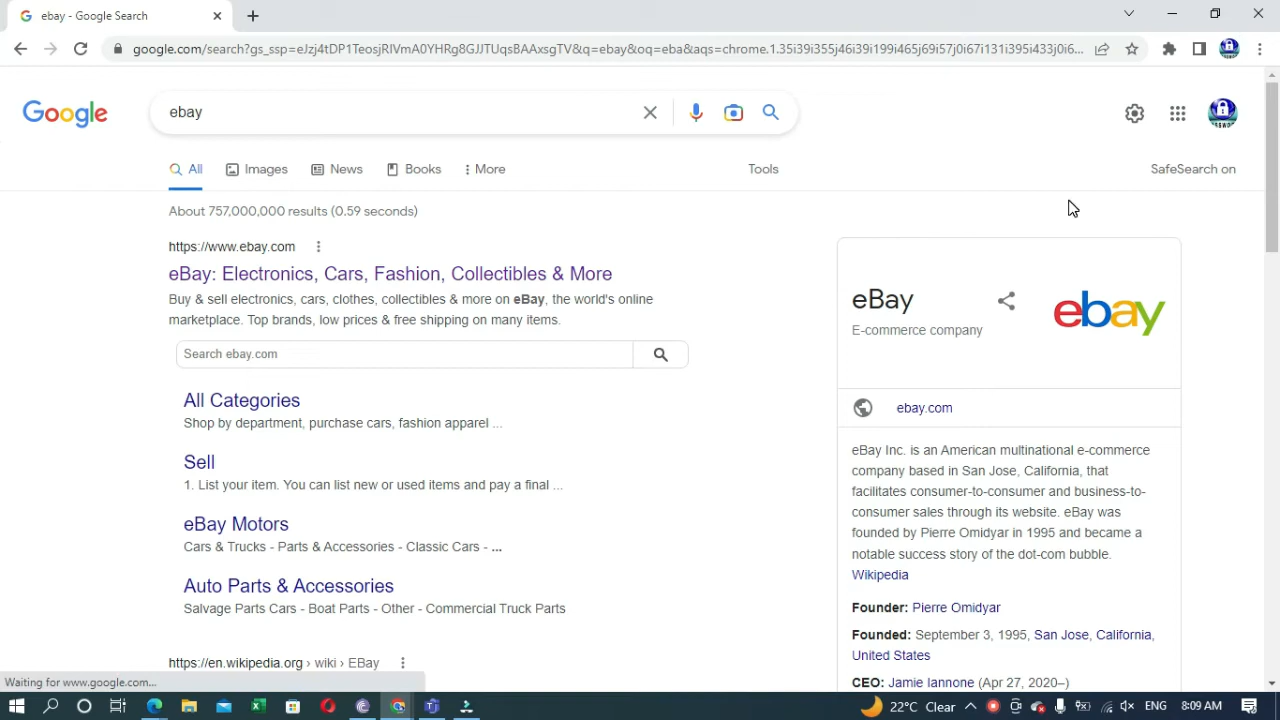 ebay - Google Search
google.com/search?gs_ssp=eJzj4tDP1TeosjRIVmA0YHRg8GJJTUqsBAAxsgTV&q=ebay&oq=eba&aqs=chrome.1.35i39i355j46i39i199i465j69i57j0i67i131i395i433j0i6...
Google
ebay
All
Images
News
Books
More
Tools
SafeSearch on
About 757,000,000 results (0.59 seconds)
https://www.ebay.com
eBay: Electronics, Cars, Fashion, Collectibles & More
Buy & sell electronics, cars, clothes, collectibles & more on eBay, the world's online
marketplace. Top brands, low prices & free shipping on many items.
Search ebay.com
All Categories
Shop by department, purchase cars, fashion apparel ...
Sell
1. List your item. You can list new or used items and pay a final ...
eBay Motors
Cars & Trucks - Parts & Accessories - Classic Cars - ...
Auto Parts & Accessories
Salvage Parts Cars - Boat Parts - Other - Commercial Truck Parts
https://en.wikipedia.org › wiki › EBay
eBay
E-commerce company
ebay
ebay.com
eBay Inc. is an American multinational e-commerce
company based in San Jose, California, that
facilitates consumer-to-consumer and business-to-
consumer sales through its website. eBay was
founded by Pierre Omidyar in 1995 and became a
notable success story of the dot-com bubble.
Wikipedia
Founder: Pierre Omidyar
Founded: September 3, 1995, San Jose, California,
United States
CEO: Jamie Iannone (Apr 27, 2020–)
Waiting for www.google.com...
22°C Clear
ENG
8:09 AM